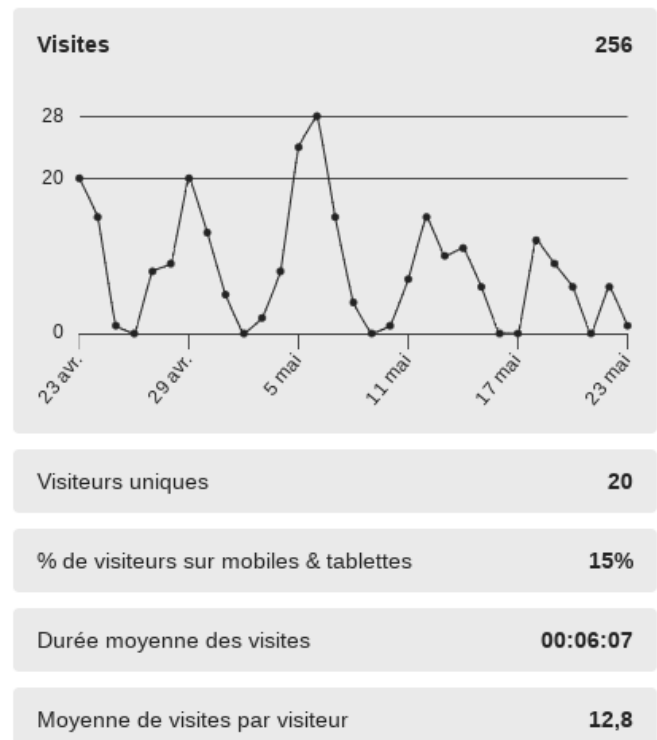 Visites 256
28
20
0
23 avr. 29 avr. 5 mai 11 mai 17 mai 23 mai
Visiteurs uniques 20
% de visiteurs sur mobiles & tablettes 15%
Durée moyenne des visites 00:06:07
Moyenne de visites par visiteur 12,8